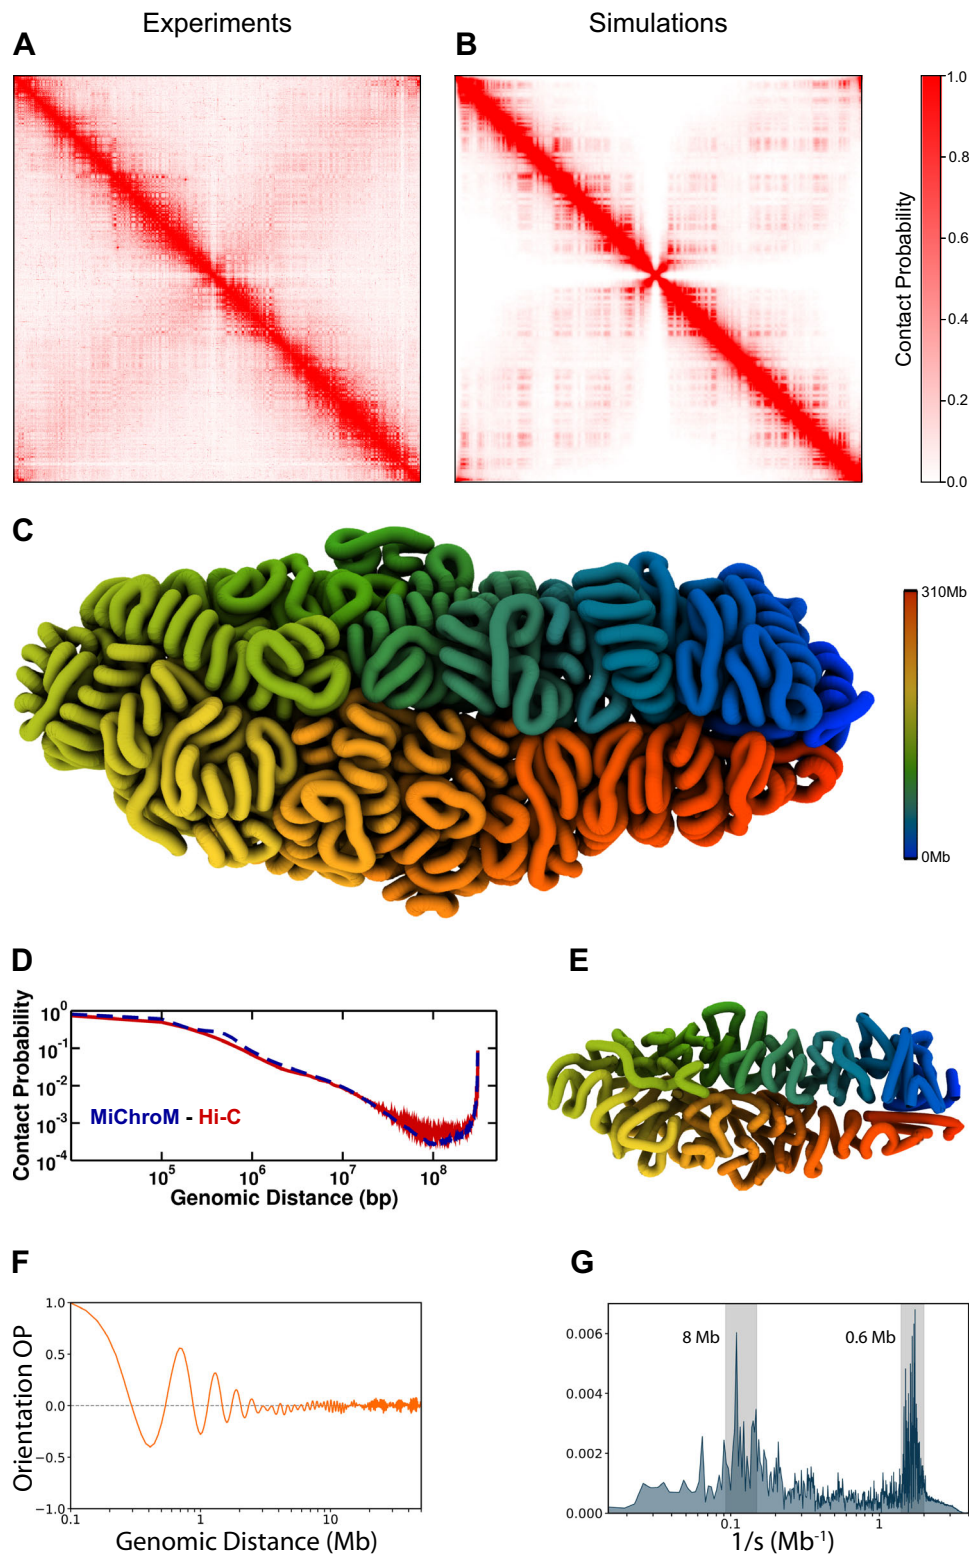 Experiments
Simulations
A
B
1.0
0.8
0.6
0.4
0.2
0.0
Contact Probability
C
310Mb
0Mb
D
E
Contact Probability
10^0
10^-1
10^-2
10^-3
10^-4
MiChroM - Hi-C
10^5
10^6
10^7
10^8
Genomic Distance (bp)
F
G
Orientation OP
1.0
0.5
0.0
−0.5
−1.0
0.1
1
10
Genomic Distance (Mb)
0.006
0.004
0.002
0.000
8 Mb
0.6 Mb
0.1
1
1/s (Mb^-1)